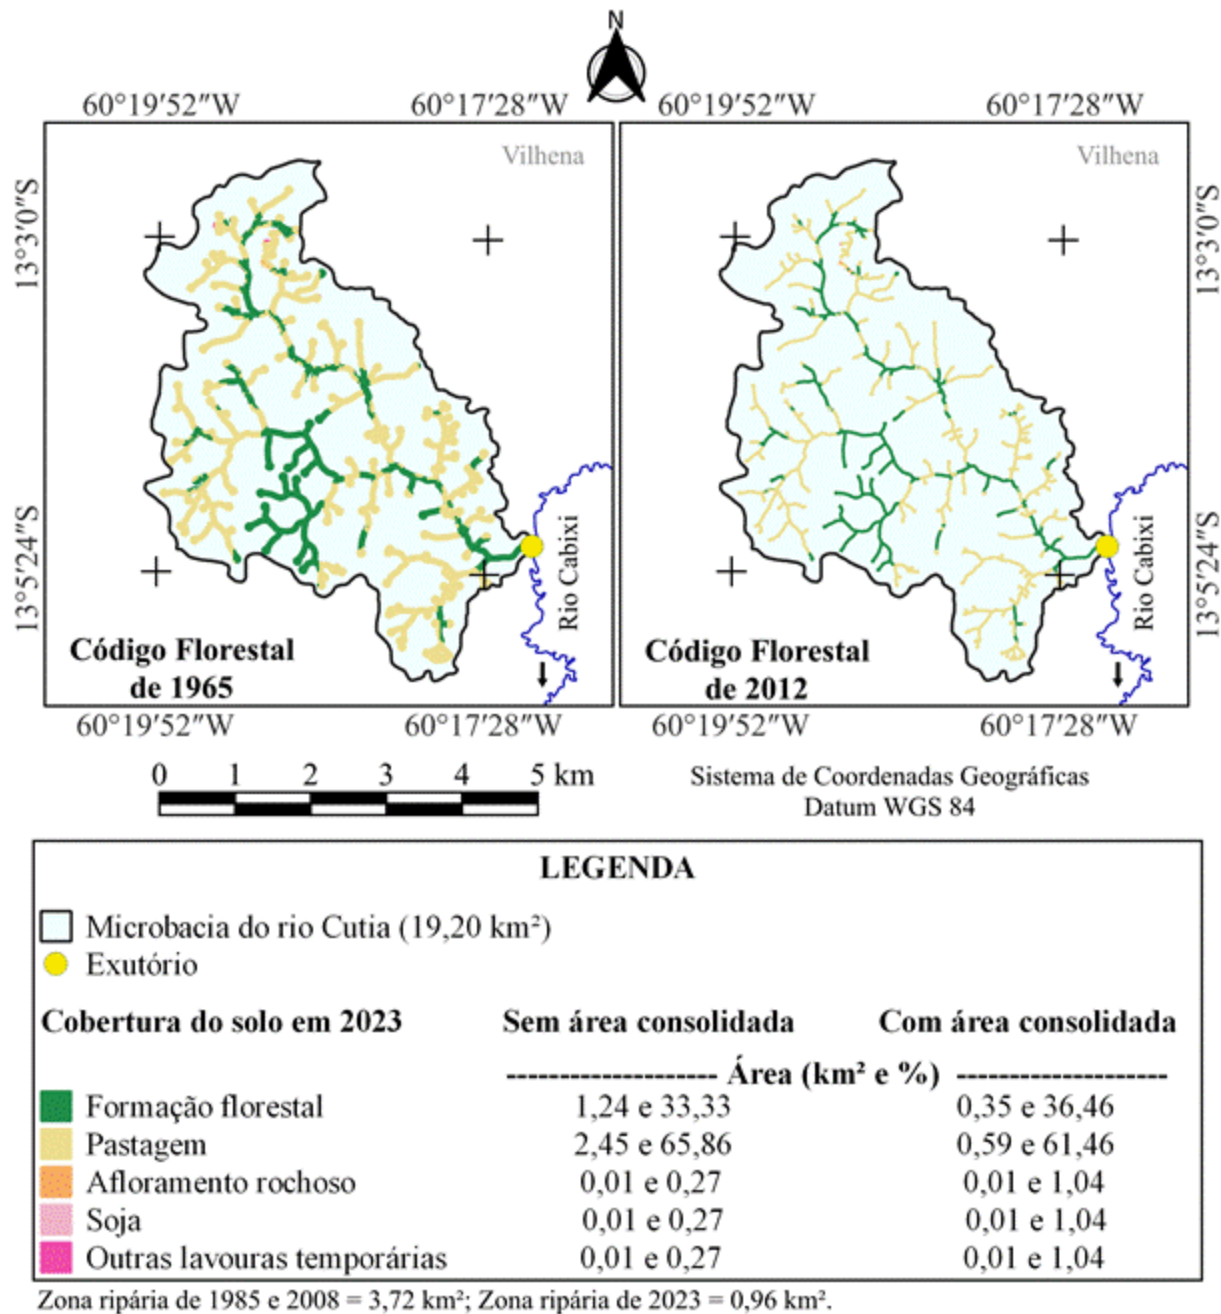 N
60°19′52″W 60°17′28″W 60°19′52″W 60°17′28″W
Vilhena Vilhena
13°3′0″S 13°3′0″S
13°5′24″S 13°5′24″S
Rio Cabixi Rio Cabixi
Código Florestal
de 1965
Código Florestal
de 2012
60°19′52″W 60°17′28″W 60°19′52″W 60°17′28″W
0 1 2 3 4 5 km
Sistema de Coordenadas Geográficas
Datum WGS 84
LEGENDA
Microbacia do rio Cutia (19,20 km²)
Exutório
Cobertura do solo em 2023 Sem área consolidada Com área consolidada
--------------------- Área (km² e %) ---------------------
Formação florestal 1,24 e 33,33 0,35 e 36,46
Pastagem 2,45 e 65,86 0,59 e 61,46
Afloramento rochoso 0,01 e 0,27 0,01 e 1,04
Soja 0,01 e 0,27 0,01 e 1,04
Outras lavouras temporárias 0,01 e 0,27 0,01 e 1,04
Zona ripária de 1985 e 2008 = 3,72 km²; Zona ripária de 2023 = 0,96 km².